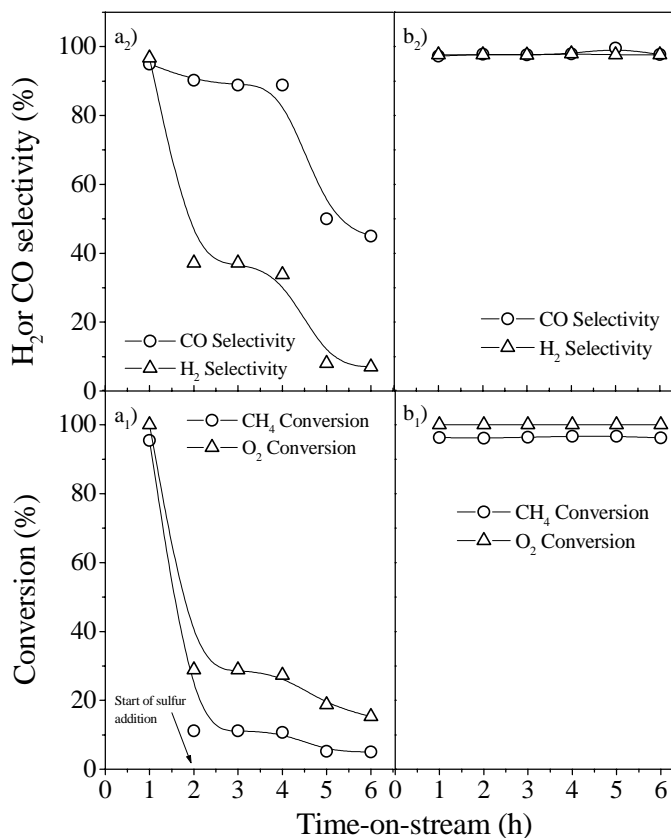 a₂)
b₂)
100
80
60
40
20
0
H₂or CO selectivity (%)
CO Selectivity
H₂ Selectivity
CO Selectivity
H₂ Selectivity
a₁)
b₁)
CH₄ Conversion
O₂ Conversion
CH₄ Conversion
O₂ Conversion
100
80
60
40
20
0
Conversion (%)
Start of sulfur
addition
0 1 2 3 4 5 6
0 1 2 3 4 5 6
Time-on-stream (h)